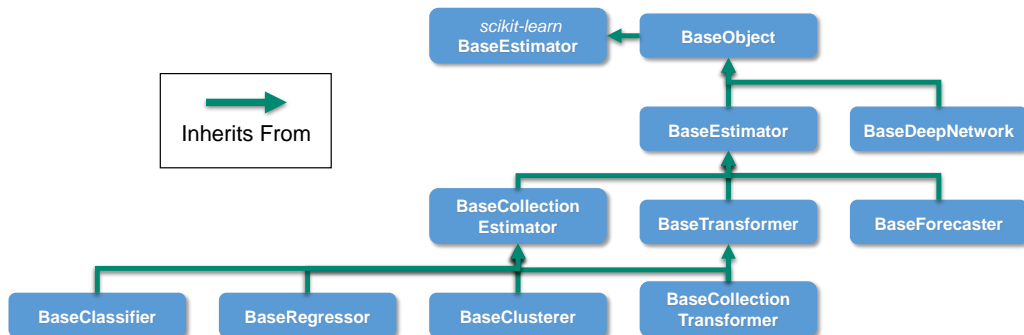 scikit-learn
BaseEstimator
BaseObject
Inherits From
BaseEstimator
BaseDeepNetwork
BaseCollection
Estimator
BaseTransformer
BaseForecaster
BaseClassifier
BaseRegressor
BaseClusterer
BaseCollection
Transformer